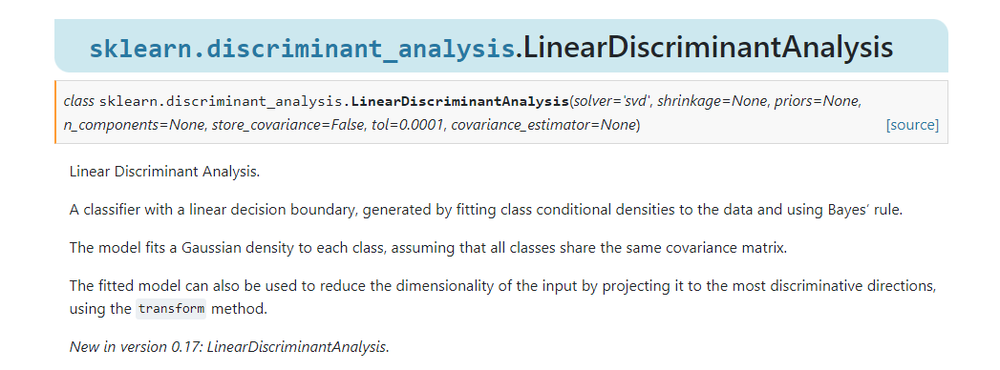 sklearn.discriminant_analysis.LinearDiscriminantAnalysis
class sklearn.discriminant_analysis.LinearDiscriminantAnalysis(solver='svd', shrinkage=None, priors=None,
n_components=None, store_covariance=False, tol=0.0001, covariance_estimator=None) [source]
Linear Discriminant Analysis.
A classifier with a linear decision boundary, generated by fitting class conditional densities to the data and using Bayes’ rule.
The model fits a Gaussian density to each class, assuming that all classes share the same covariance matrix.
The fitted model can also be used to reduce the dimensionality of the input by projecting it to the most discriminative directions,
using the transform method.
New in version 0.17: LinearDiscriminantAnalysis.